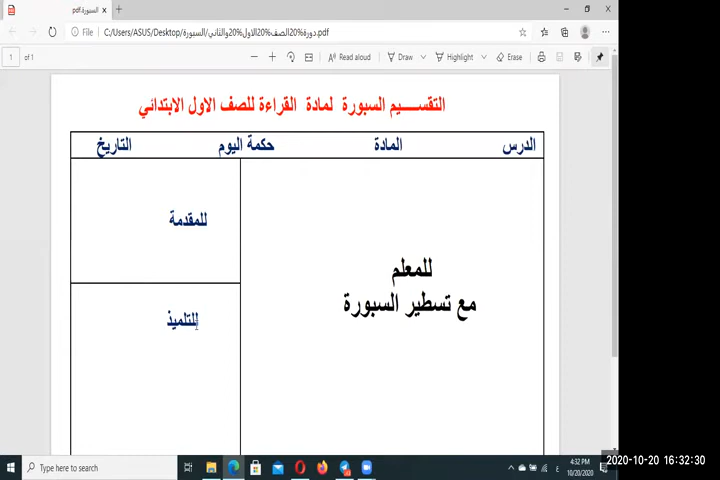 السبورة.pdf
File
C:/Users/ASUS/Desktop/دورة%20الصف%20الاول%20والثاني/السبورة.pdf
1 of 1
Read aloud
Draw
Highlight
Erase
التقســـيم السبورة لمادة القراءة للصف الاول الابتدائي
الدرس المادة حكمة اليوم التاريخ
للمقدمة
للمعلم
مع تسطير السبورة
للتلميذ
Type here to search
4:32 PM
10/20/2020
2020-10-20 16:32:30